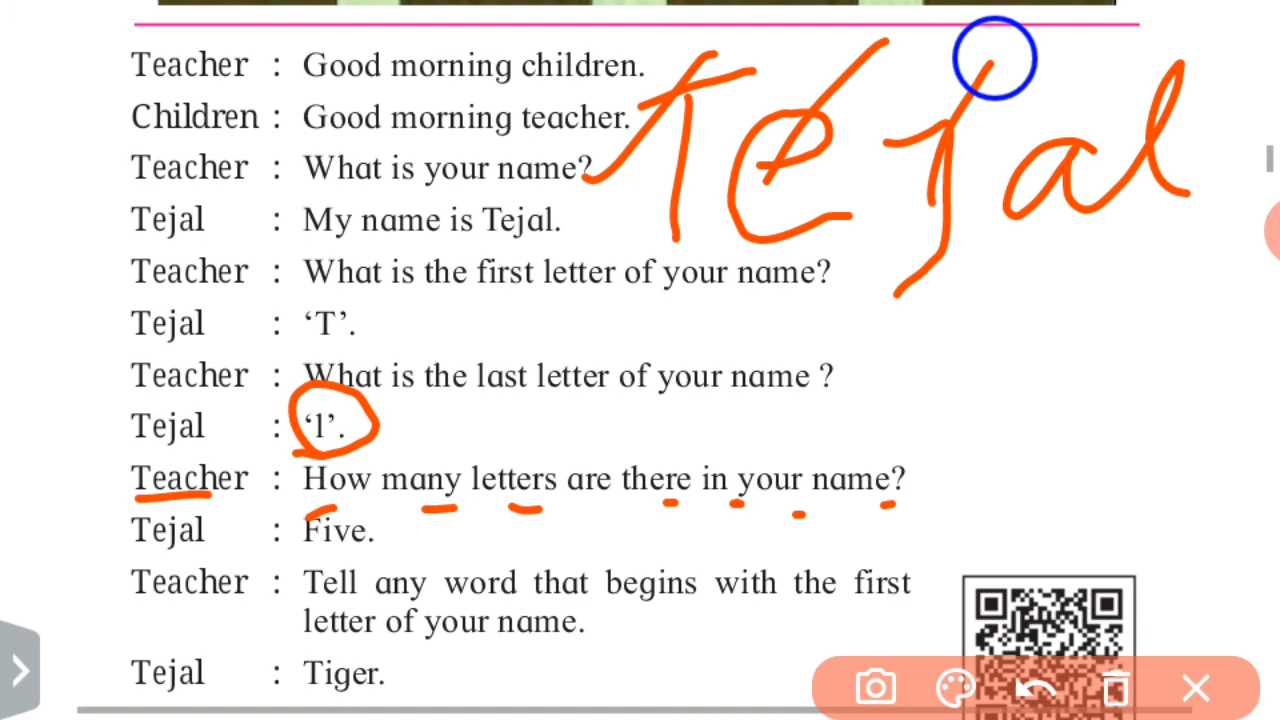 Teacher : Good morning children.
Children : Good morning teacher.
Teacher : What is your name?
Tejal : My name is Tejal.
Teacher : What is the first letter of your name?
Tejal : ‘T’.
Teacher : What is the last letter of your name ?
Tejal : ‘l’.
Teacher : How many letters are there in your name?
Tejal : Five.
Teacher : Tell any word that begins with the first
letter of your name.
Tejal : Tiger.
Tejal